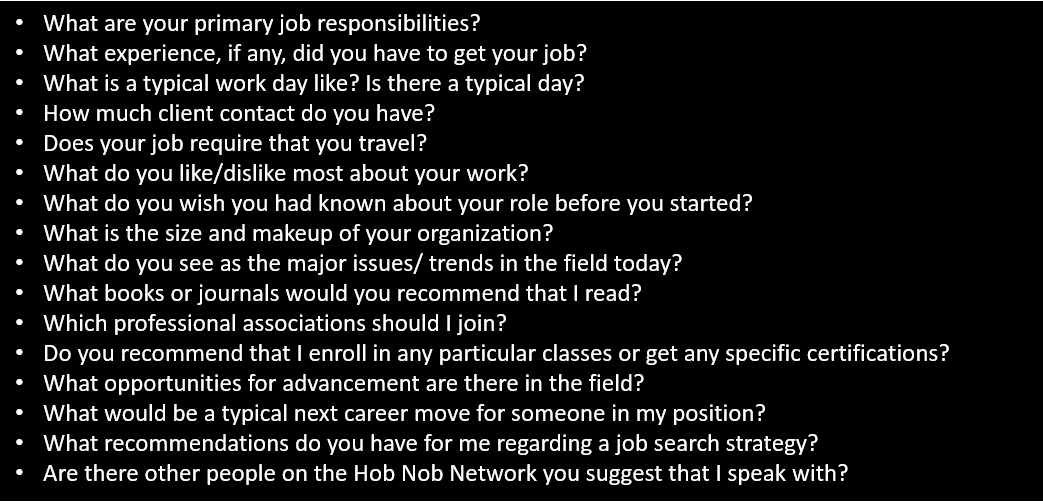 • What are your primary job responsibilities?
• What experience, if any, did you have to get your job?
• What is a typical work day like? Is there a typical day?
• How much client contact do you have?
• Does your job require that you travel?
• What do you like/dislike most about your work?
• What do you wish you had known about your role before you started?
• What is the size and makeup of your organization?
• What do you see as the major issues/ trends in the field today?
• What books or journals would you recommend that I read?
• Which professional associations should I join?
• Do you recommend that I enroll in any particular classes or get any specific certifications?
• What opportunities for advancement are there in the field?
• What would be a typical next career move for someone in my position?
• What recommendations do you have for me regarding a job search strategy?
• Are there other people on the Hob Nob Network you suggest that I speak with?